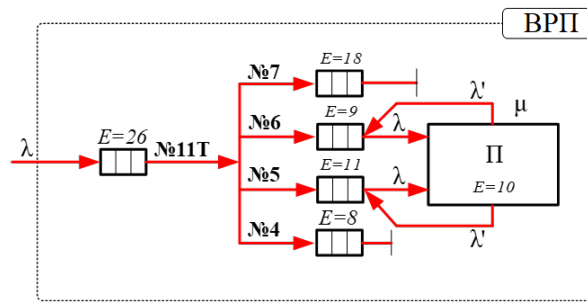 ВРП
№7
E=18
λ'
μ
№6
E=9
λ
λ
E=26
№11Т
П
№5
E=11
λ
E=10
№4
E=8
λ'